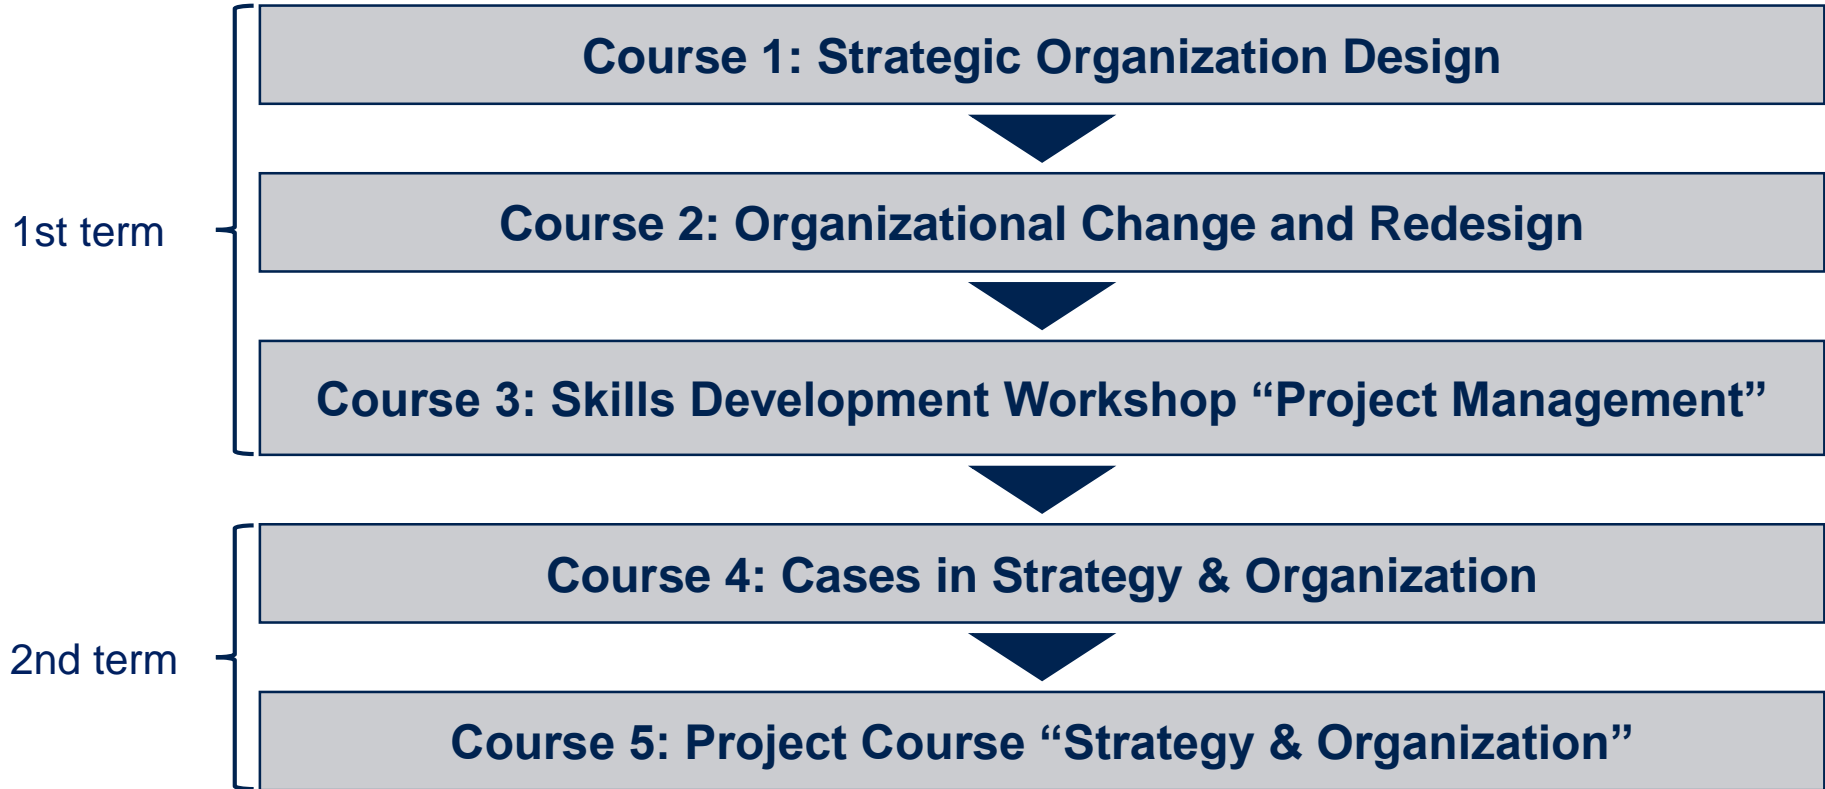 Course 1: Strategic Organization Design
1st term
Course 2: Organizational Change and Redesign
Course 3: Skills Development Workshop “Project Management”
Course 4: Cases in Strategy & Organization
2nd term
Course 5: Project Course “Strategy & Organization”